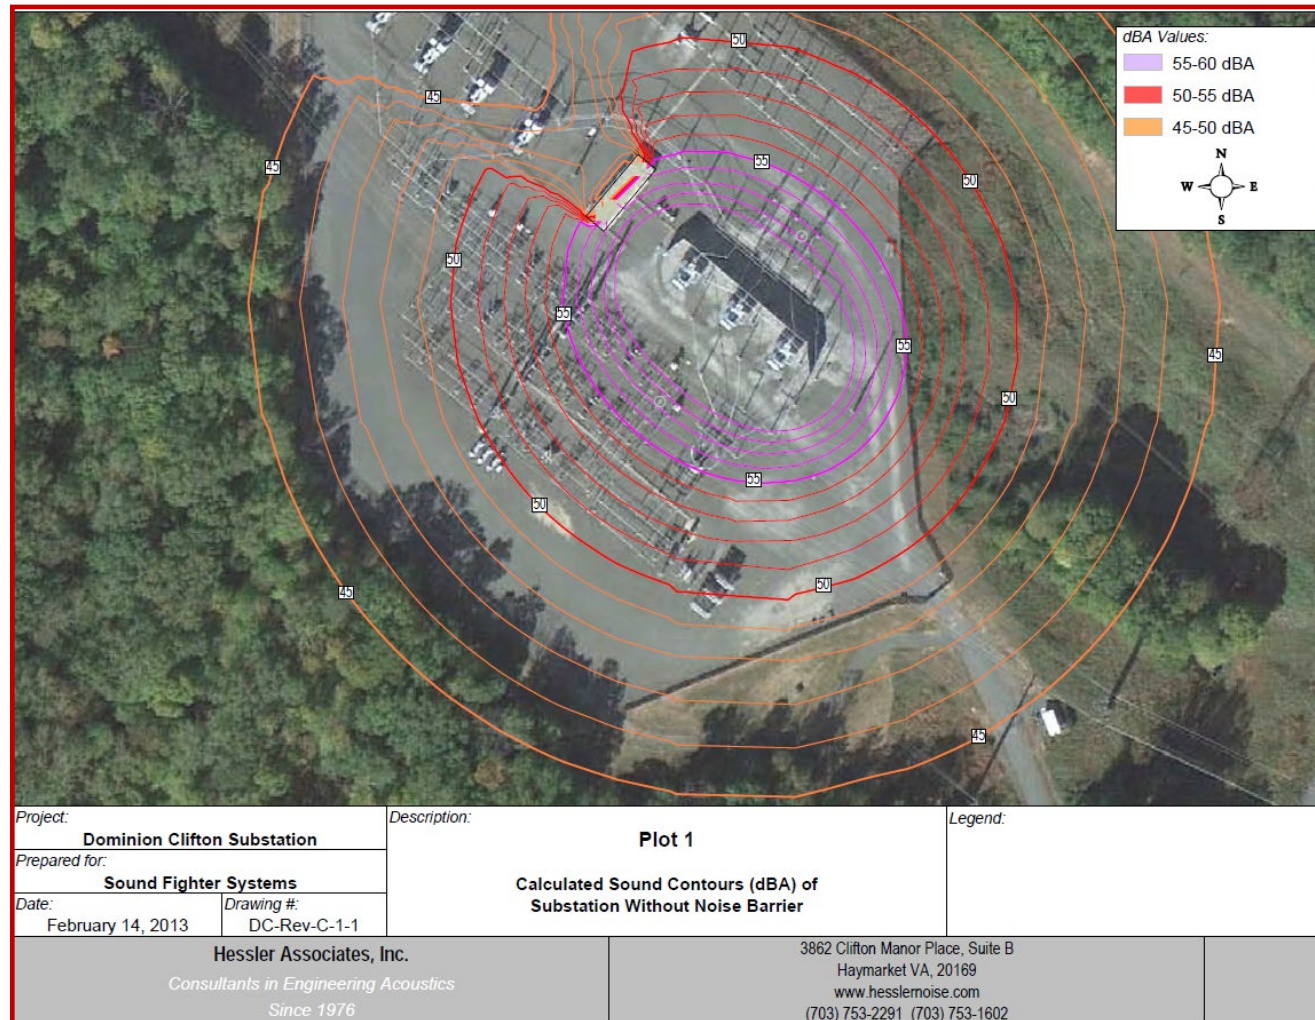 dBA Values:
55-60 dBA
50-55 dBA
45-50 dBA
N
W E
S
50
45
55
45
50
50
55
55
45
50
55
50
45
50
45
Project:
Dominion Clifton Substation
Prepared for:
Sound Fighter Systems
Date:
February 14, 2013
Drawing #:
DC-Rev-C-1-1
Description:
Plot 1
Calculated Sound Contours (dBA) of
Substation Without Noise Barrier
Legend:
Hessler Associates, Inc.
Consultants in Engineering Acoustics
Since 1976
3862 Clifton Manor Place, Suite B
Haymarket VA, 20169
www.hesslernoise.com
(703) 753-2291 (703) 753-1602